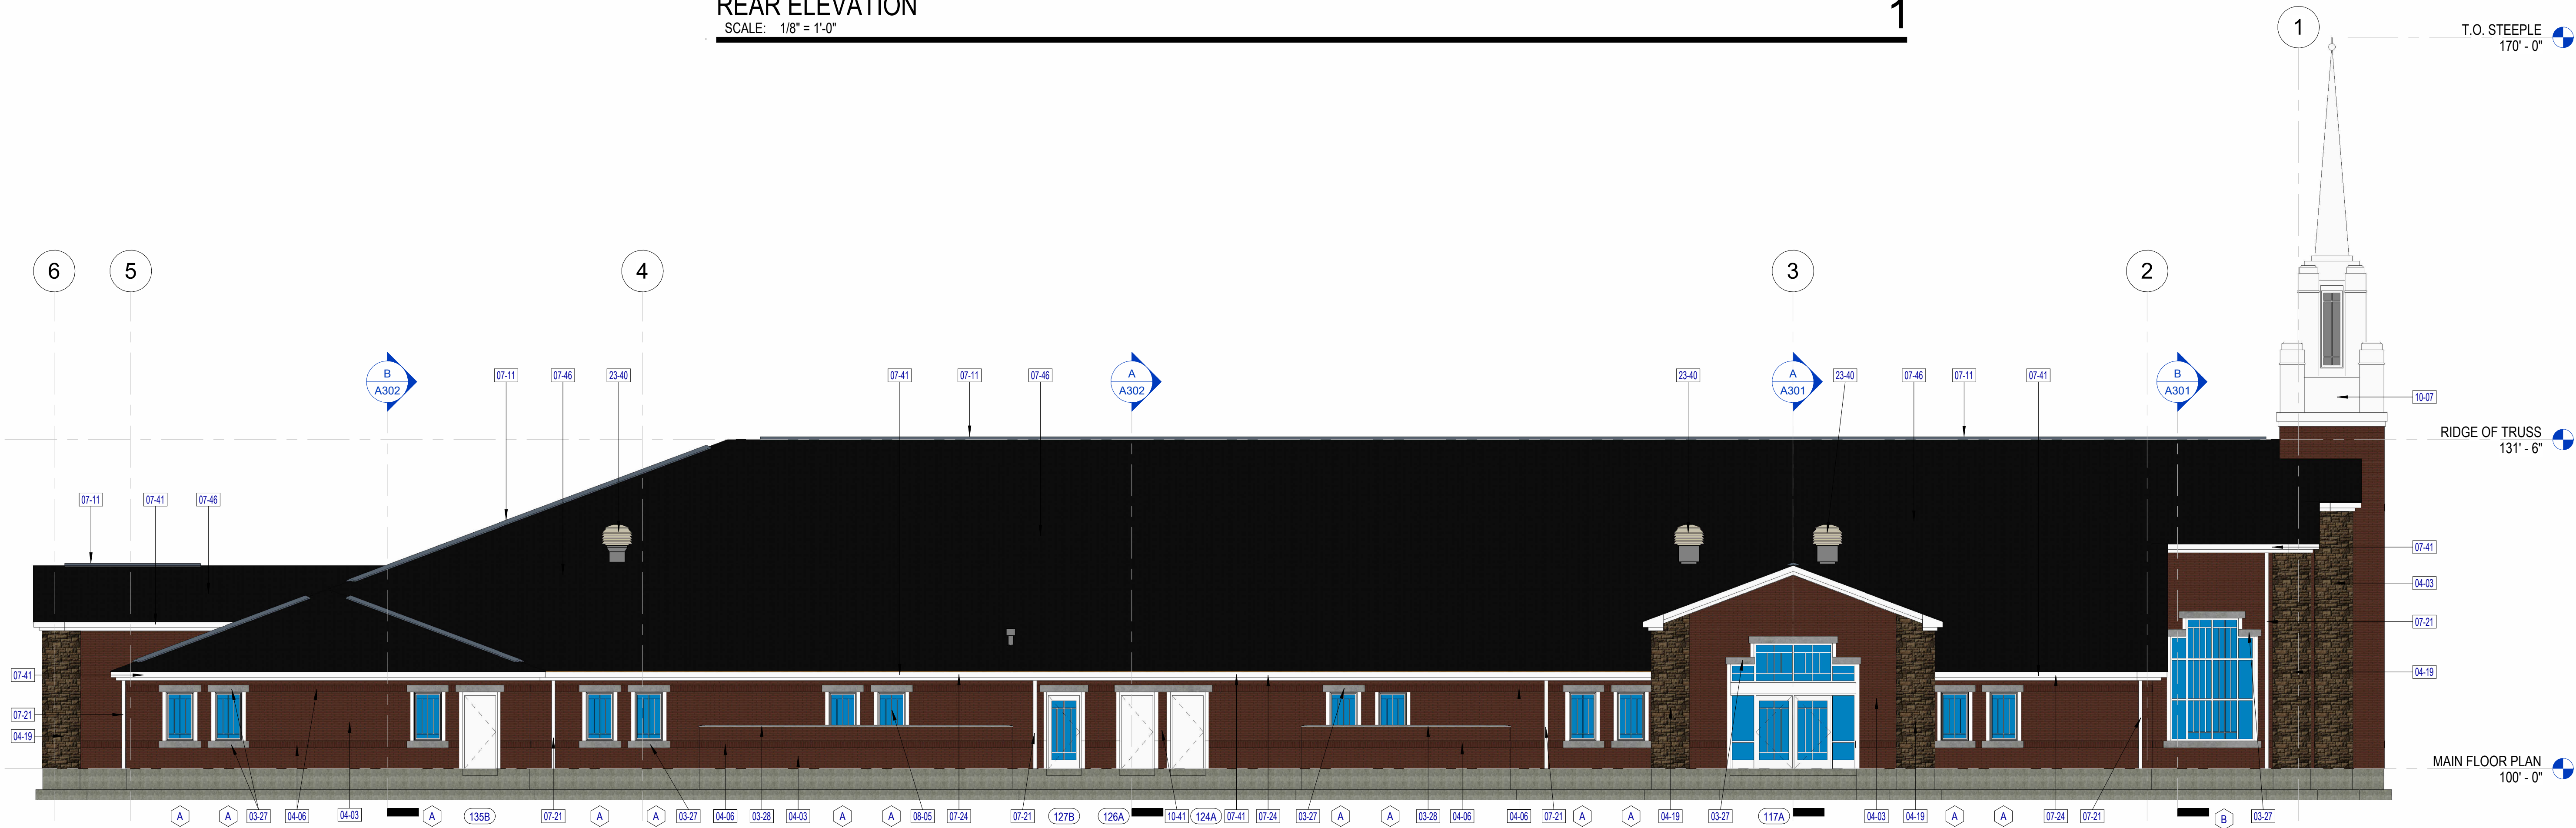 REAR ELEVATION
SCALE: 1/8" = 1'-0"
1
1
T.O. STEEPLE
170' - 0"
6
5
4
3
2
B
A302
07-11
07-46
23-40
07-41
07-11
07-46
A
A302
23-40
A
A301
23-40
07-46
07-11
07-41
B
A301
10-07
RIDGE OF TRUSS
131' - 6"
07-11
07-41
07-46
07-41
04-03
07-21
04-19
07-41
07-21
04-19
MAIN FLOOR PLAN
100' - 0"
A
A
03-27
04-06
04-03
A
135B
07-21
A
A
03-27
04-06
03-28
04-03
A
A
08-05
07-24
07-21
127B
126A
10-41
124A
07-41
07-24
03-27
A
A
03-28
04-06
04-06
07-21
A
A
04-19
03-27
117A
04-03
04-19
A
A
07-24
07-21
B
03-27